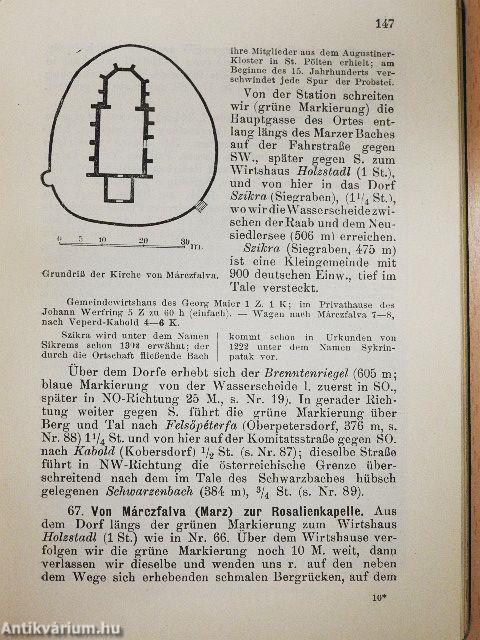 147
ihre Mitglieder aus dem Augustiner-
Kloster in St. Pölten erhielt; am
Beginne des 15. Jahrhunderts ver-
schwindet jede Spur der Probstei.
Von der Station schreiten
wir (grüne Markierung) die
Hauptgasse des Ortes ent-
lang längs des Marzer Baches
auf der Fahrstraße gegen
SW., später gegen S. zum
Wirtshaus Holzstadl (1 St.),
und von hier in das Dorf
Szikra (Siegraben), (1¼ St.),
wo wir die Wasserscheide zwi-
schen der Raab und dem Neu-
siedlersee (506 m) erreichen.
Szikra (Siegraben, 475 m)
ist eine Kleingemeinde mit
900 deutschen Einw., tief im
Tale versteckt.
0 5 10 20 30 m.
Grundriß der Kirche von Márczfalva.
Gemeindewirtshaus des Georg Maier 1 Z. 1 K; im Privathause des
Johann Werfring 5 Z zu 60 h (einfach). — Wagen nach Márczfalva 7—8,
nach Veperd-Kabold 4—6 K.
Szikra wird unter dem Namen
Sikrems schon 1302 erwähnt; der
durch die Ortschaft fließende Bach
kommt schon in Urkunden von
1222 unter dem Namen Sykrin-
patak vor.
Über dem Dorfe erhebt sich der Brenntenriegel (605 m;
blaue Markierung von der Wasserscheide l. zuerst in SO.,
später in NO-Richtung 25 M., s. Nr. 19). In gerader Rich-
tung weiter gegen S. führt die grüne Markierung über
Berg und Tal nach Felsőpéterfa (Oberpetersdorf, 376 m, s.
Nr. 88) 1¼ St. und von hier auf der Komitatsstraße gegen SO.
nach Kabold (Kobersdorf) ½ St. (s. Nr. 87); dieselbe Straße
führt in NW-Richtung die österreichische Grenze über-
schreitend nach dem im Tale des Schwarzbaches hübsch
gelegenen Schwarzenbach (384 m), ¾ St. (s. Nr. 89).
67. Von Márczfalva (Marz) zur Rosalienkapelle. Aus
dem Dorf längs der grünen Markierung zum Wirtshaus
Holzstadl (1 St.) wie in Nr. 66. Über dem Wirtshause ver-
folgen wir die grüne Markierung noch 10 M. weit, dann
verlassen wir dieselbe und wenden uns r. auf den neben
dem Wege sich erhebenden schmalen Bergrücken, auf dem
10*
Antikvárium.hu